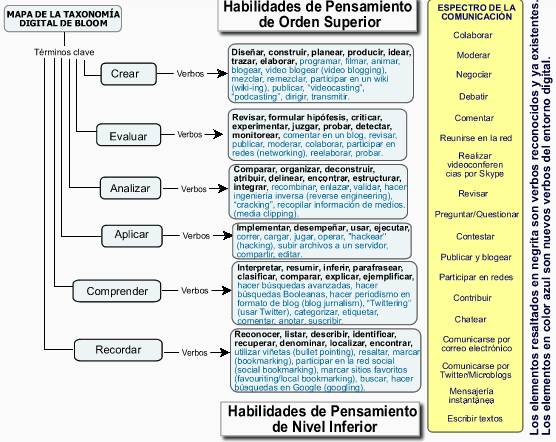 MAPA DE LA TAXONOMÍA
DIGITAL DE BLOOM
Términos clave
Habilidades de Pensamiento
de Orden Superior
Crear
Verbos
Diseñar, construir, planear, producir, idear,
trazar, elaborar, programar, filmar, animar,
blogear, video blogear (video blogging),
mezclar, remezclar, participar en un wiki
(wiki-ing), publicar, "videocasting",
"podcasting", dirigir, transmitir.
Evaluar
Verbos
Revisar, formular hipótesis, criticar,
experimentar, juzgar, probar, detectar,
monitorear, comentar en un blog, revisar,
publicar, moderar, colaborar, participar en
redes (networking), reelaborar, probar.
Analizar
Verbos
Comparar, organizar, deconstruir,
atribuir, delinear, encontrar, estructurar,
integrar, recombinar, enlazar, validar, hacer
ingeniería inversa (reverse engineering),
"cracking", recopilar información de medios.
(media clipping).
Aplicar
Verbos
Implementar, desempeñar, usar, ejecutar,
correr, cargar, jugar, operar, "hackear"
(hacking), subir archivos a un servidor,
compartir, editar.
Comprender
Verbos
Interpretar, resumir, inferir, parafrasear,
clasificar, comparar, explicar, ejemplificar,
hacer búsquedas avanzadas, hacer
búsquedas Booleanas, hacer periodismo en
formato de blog (blog jurnalism), "Twittering"
(usar Twitter), categorizar, etiquetar,
comentar, anotar, suscribir.
Recordar
Verbos
Reconocer, listar, describir, identificar,
recuperar, denominar, localizar, encontrar,
utilizar viñetas (bullet pointing), resaltar, marcar
(bookmarking), participar en la red social
(social bookmarking), marcar sitios favoritos
(favouriting/local bookmarking), buscar, hacer
búsquedas en Google (googling).
Habilidades de Pensamiento
de Nivel Inferior
ESPECTRO DE LA
COMUNICACIÓN
Colaborar
Moderar
Negociar
Debatir
Comentar
Reunirse en la red
Realizar
videoconferen
cias por Skype
Revisar
Preguntar/Questionar
Contestar
Publicar y blogear
Participar en redes
Contribuir
Chatear
Comunicarse por
correo electrónico
Comunicarse por
Twitter/Microblogs
Mensajería
instantánea
Escribir textos
Los elementos resaltados en negrita son verbos reconocidos y ya existentes.
Los elementos en color azul son nuevos verbos del entorno digital.